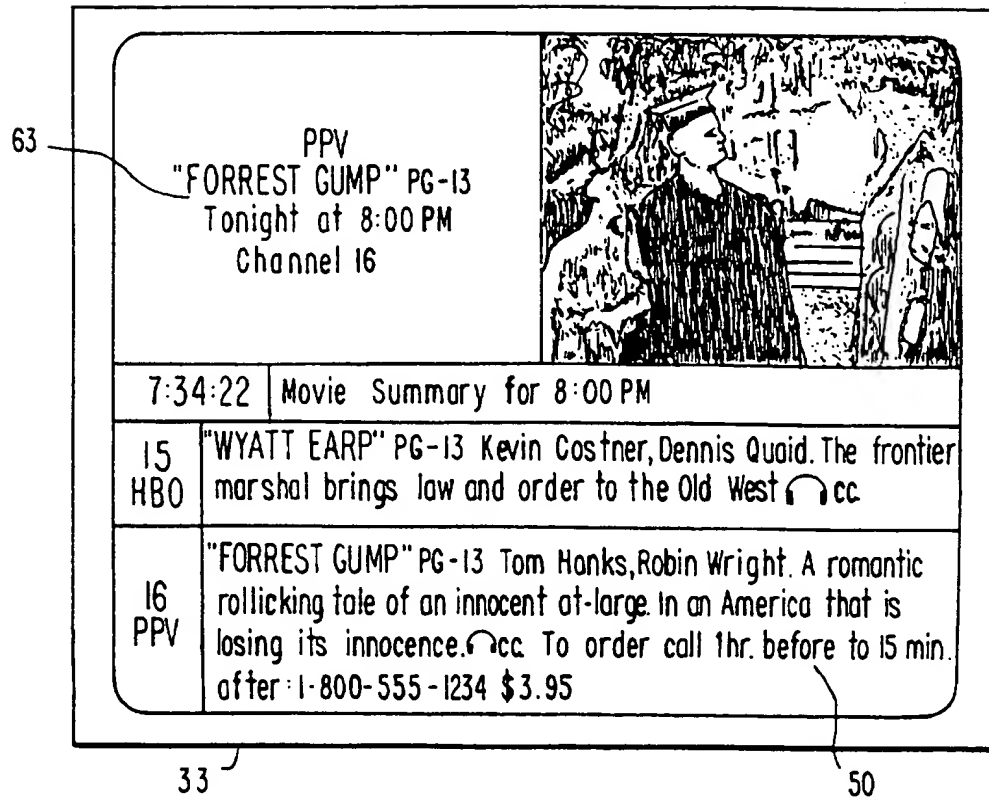 63
PPV
"FORREST GUMP" PG-13
Tonight at 8:00 PM
Channel 16
7:34:22 Movie Summary for 8:00 PM
15
HBO
"WYATT EARP" PG-13 Kevin Costner, Dennis Quaid. The frontier
marshal brings law and order to the Old West cc
16
PPV
"FORREST GUMP" PG-13 Tom Hanks, Robin Wright. A romantic
rollicking tale of an innocent at-large. In an America that is
losing its innocence. cc To order call 1hr. before to 15 min.
after: 1-800-555-1234 $3.95
33
50